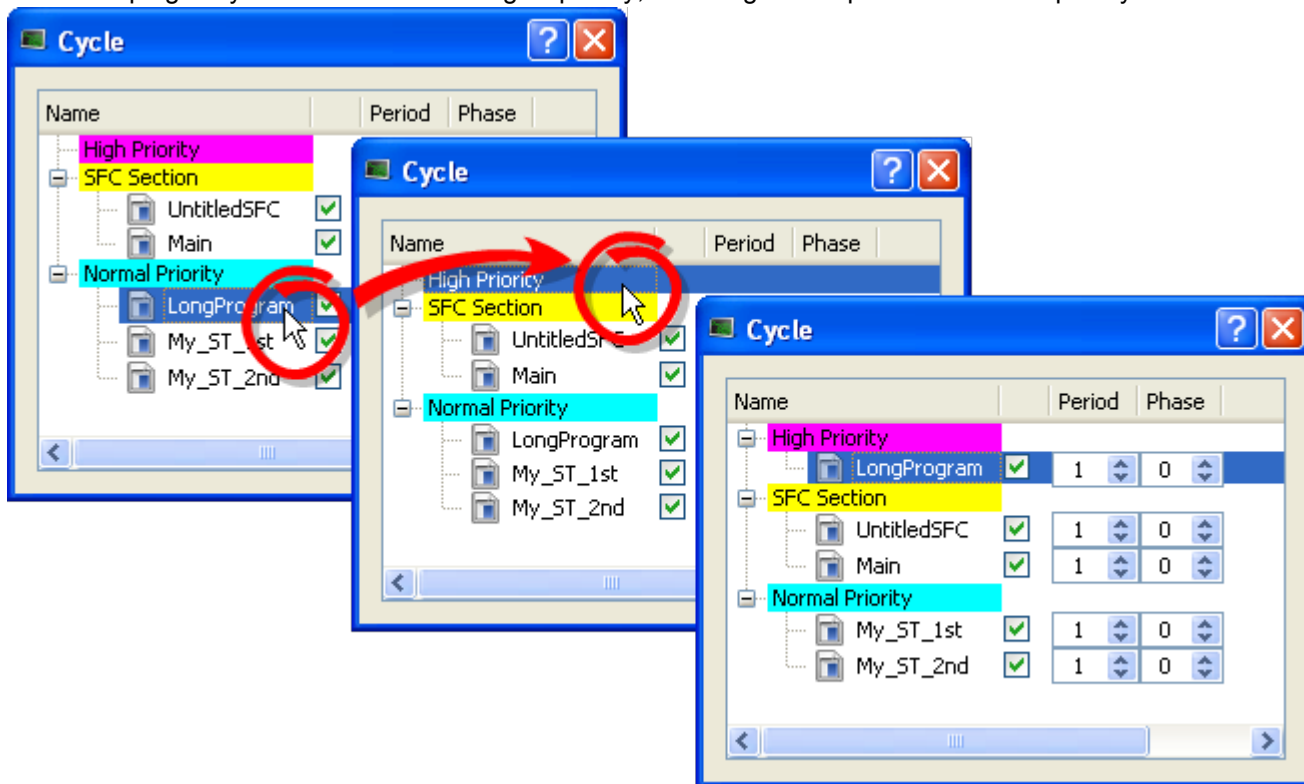 Cycle
Name Period Phase
High Priority
SFC Section
UntitledSFC
Main
Normal Priority
LongProgram
My_ST_1st
My_ST_2nd
Cycle
Name Period Phase
High Priority
SFC Section
UntitledSFC
Main
Normal Priority
LongProgram
My_ST_1st
My_ST_2nd
Cycle
Name Period Phase
High Priority
LongProgram 1 0
SFC Section
UntitledSFC 1 0
Main 1 0
Normal Priority
My_ST_1st 1 0
My_ST_2nd 1 0